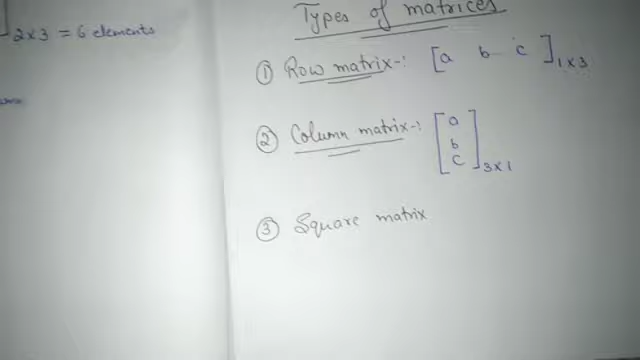 2×3 = 6 elements
Types of matrices
① Row matrix-: [a b c]1×3
② Column matrix-: [a
b
c]3×1
③ Square matrix